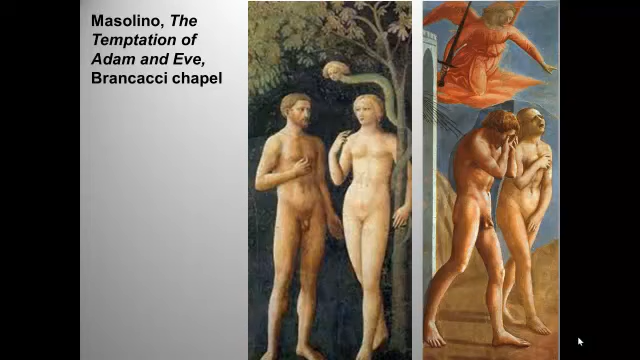 Masolino, The
Temptation of
Adam and Eve,
Brancacci chapel